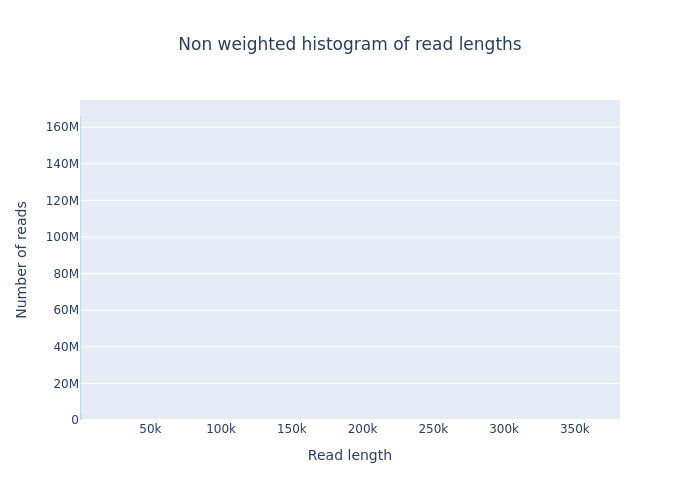 Non weighted histogram of read lengths
160M
140M
120M
100M
80M
60M
40M
20M
0
Number of reads
50k 100k 150k 200k 250k 300k 350k
Read length